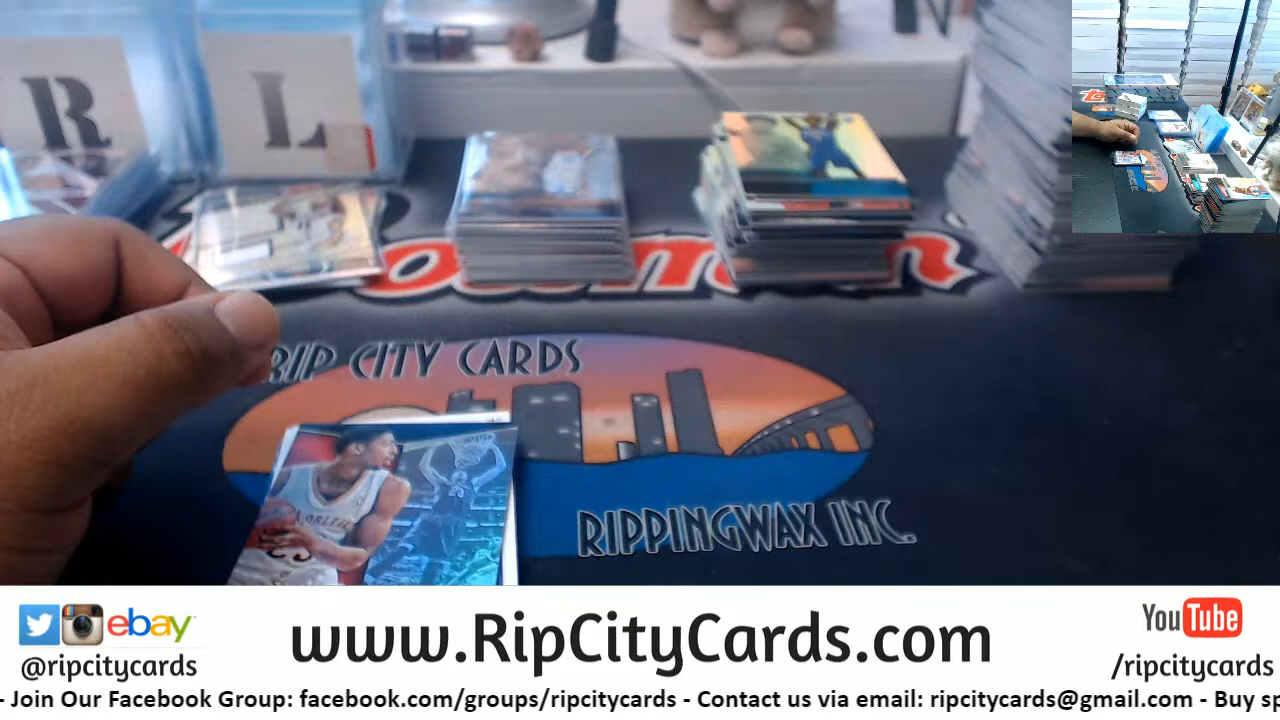 R
L
RIP CITY CARDS
RIPPINGWAX INC.
ebay
@ripcitycards
www.RipCityCards.com
YouTube
/ripcitycards
- Join Our Facebook Group: facebook.com/groups/ripcitycards - Contact us via email: ripcitycards@gmail.com - Buy sp